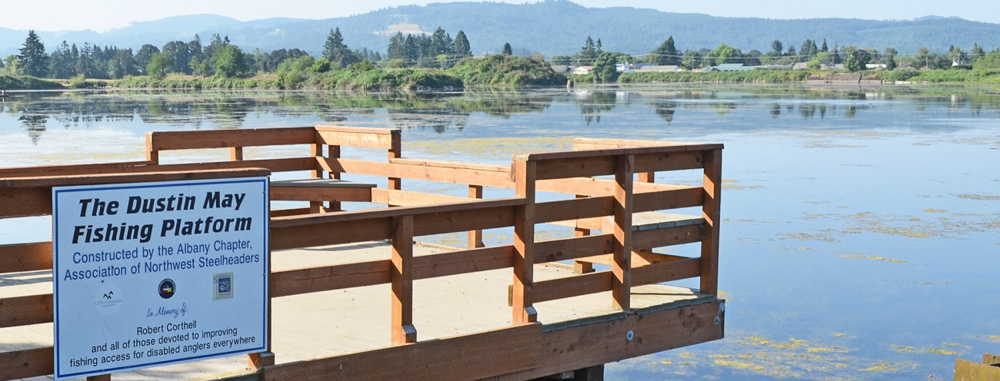 The Dustin May
Fishing Platform
Constructed by the Albany Chapter,
Association of Northwest Steelheaders
In Memory of:
Robert Corthell
and all of those devoted to improving
fishing access for disabled anglers everywhere